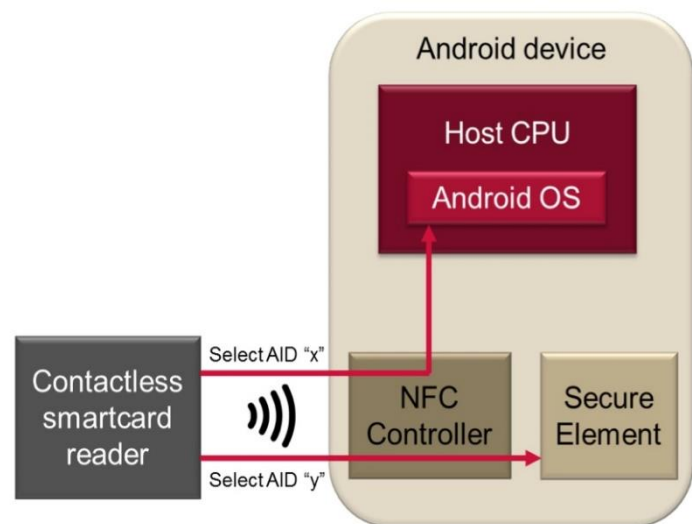 Android device
Host CPU
Android OS
Select AID “x”
Contactless
smartcard
reader
NFC
Controller
Secure
Element
Select AID “y”